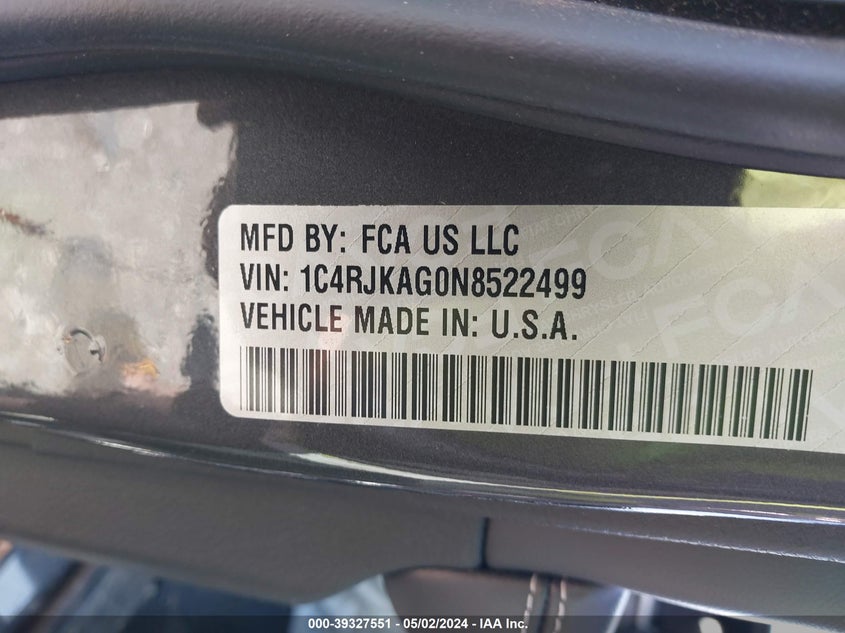 MFD BY: FCA US LLC
VIN: 1C4RJKAG0N8522499
VEHICLE MADE IN: U.S.A.
000-39327551 - 05/02/2024 - IAA Inc.